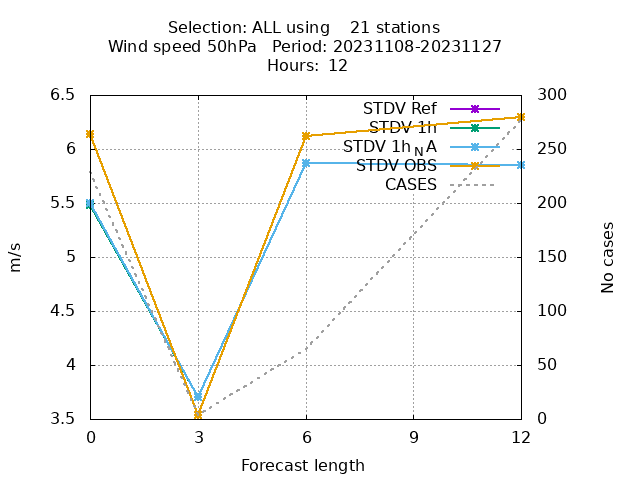 Selection: ALL using    21 stations
Wind speed 50hPa   Period: 20231108-20231127
Hours:  12
STDV Ref
STDV 1h
STDV 1h_NA
STDV OBS
CASES
6.5
6
5.5
5
4.5
4
3.5
m/s
300
250
200
150
100
50
0
No cases
0 3 6 9 12
Forecast length